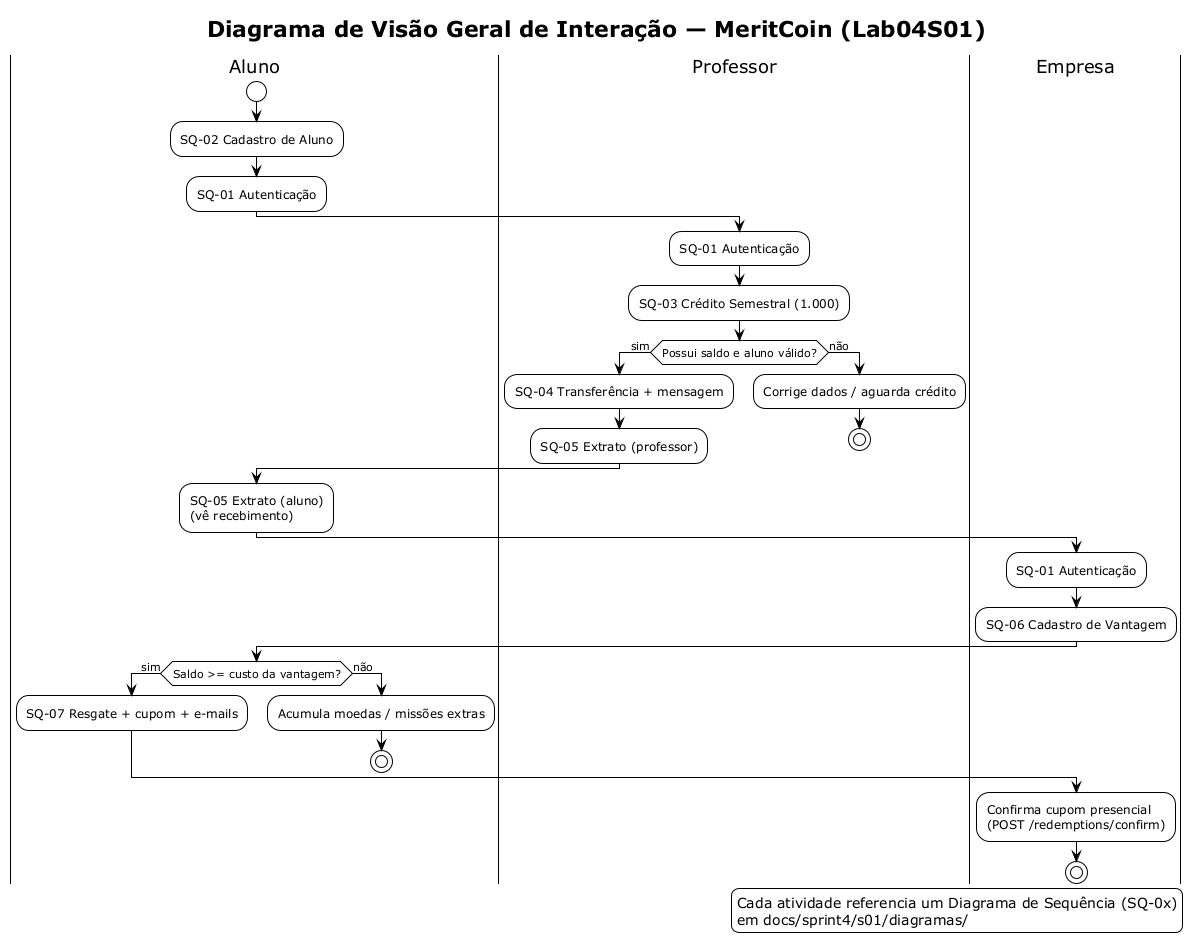 Diagrama de Visão Geral de Interação — MeritCoin (Lab04S01)
Aluno
Professor
Empresa
SQ-02 Cadastro de Aluno
SQ-01 Autenticação
SQ-01 Autenticação
SQ-03 Crédito Semestral (1.000)
sim
Possui saldo e aluno válido?
não
SQ-04 Transferência + mensagem
Corrige dados / aguarda crédito
SQ-05 Extrato (professor)
SQ-05 Extrato (aluno)
(vê recebimento)
SQ-01 Autenticação
SQ-06 Cadastro de Vantagem
sim
Saldo >= custo da vantagem?
não
SQ-07 Resgate + cupom + e-mails
Acumula moedas / missões extras
Confirma cupom presencial
(POST /redemptions/confirm)
Cada atividade referencia um Diagrama de Sequência (SQ-0x)
em docs/sprint4/s01/diagramas/